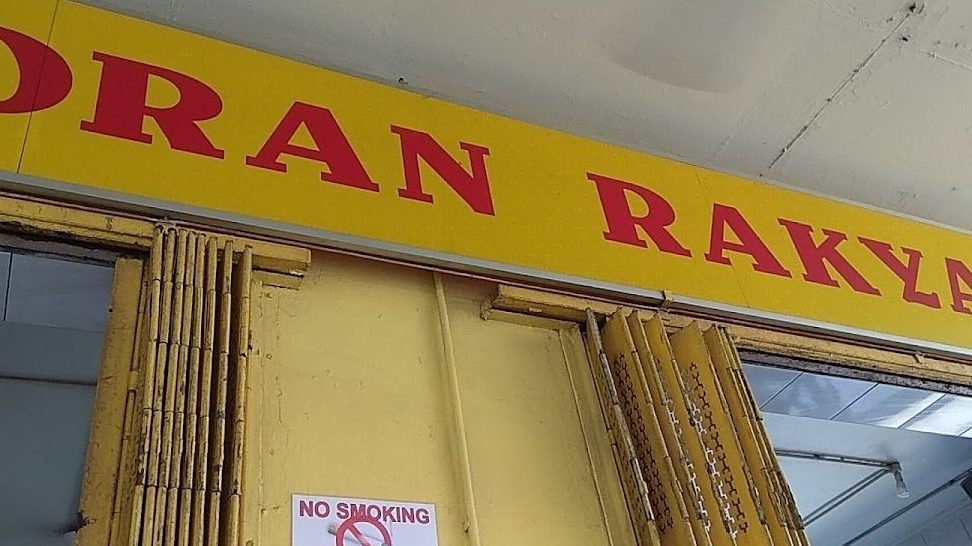 ORAN RAKYA
NO SMOKING